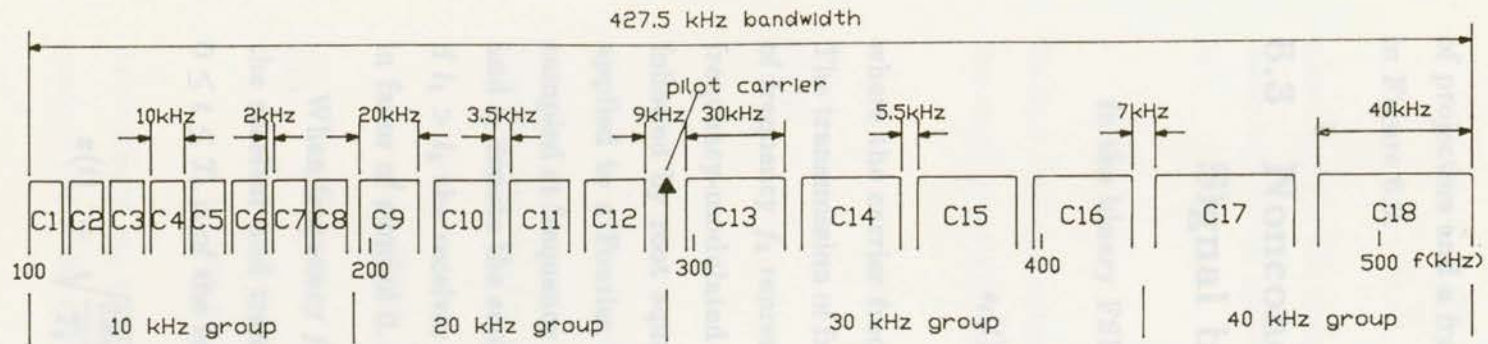 427.5 kHz bandwidth
pilot carrier
10kHz 2kHz 20kHz 3.5kHz 9kHz 30kHz 5.5kHz 7kHz 40kHz
C1 C2 C3 C4 C5 C6 C7 C8 C9 C10 C11 C12 C13 C14 C15 C16 C17 C18
100 200 300 400 500 f(kHz)
10 kHz group 20 kHz group 30 kHz group 40 kHz group